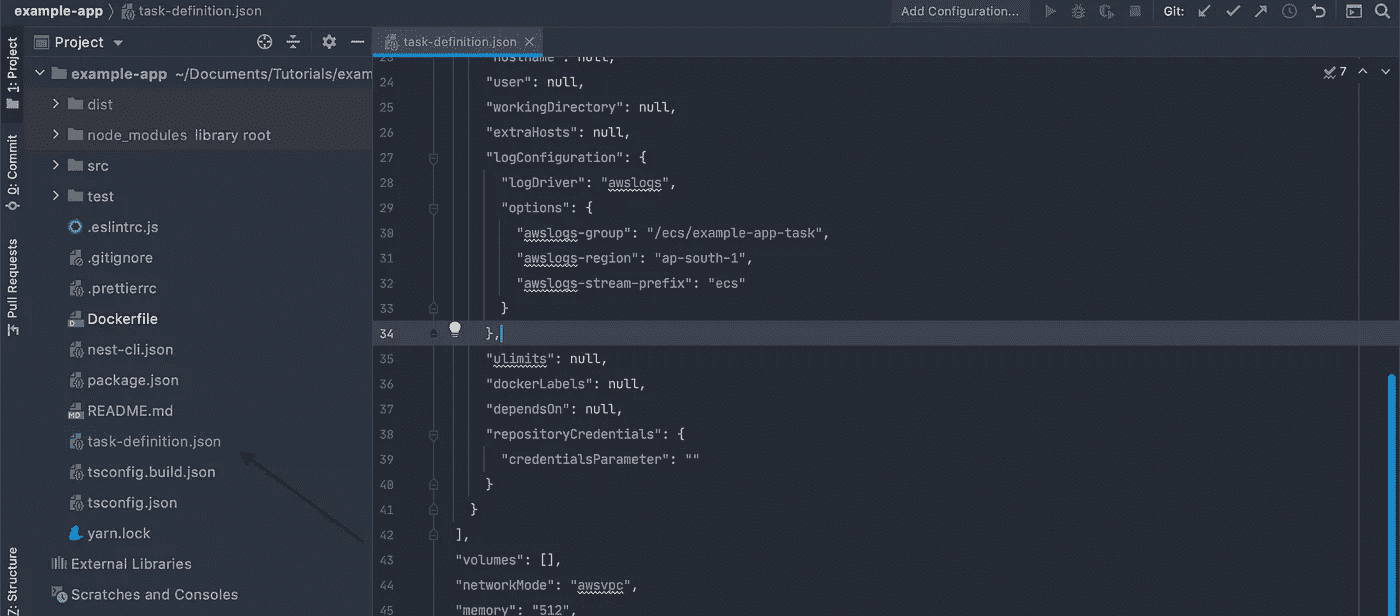 example-app 〉 task-definition.json
Add Configuration...
Git:
1: Project
0: Commit
Pull Requests
Z: Structure
Project
example-app ~/Documents/Tutorials/exam
dist
node_modules library root
src
test
.eslintrc.js
.gitignore
.prettierrc
Dockerfile
nest-cli.json
package.json
README.md
task-definition.json
tsconfig.build.json
tsconfig.json
yarn.lock
External Libraries
Scratches and Consoles
task-definition.json
7
23 "hostname": null,
24 "user": null,
25 "workingDirectory": null,
26 "extraHosts": null,
27 "logConfiguration": {
28 "logDriver": "awslogs",
29 "options": {
30 "awslogs-group": "/ecs/example-app-task",
31 "awslogs-region": "ap-south-1",
32 "awslogs-stream-prefix": "ecs"
33 }
34 },
35 "ulimits": null,
36 "dockerLabels": null,
37 "dependsOn": null,
38 "repositoryCredentials": {
39 "credentialsParameter": ""
40 }
41 }
42 ],
43 "volumes": [],
44 "networkMode": "awsvpc",
45 "memory": "512",